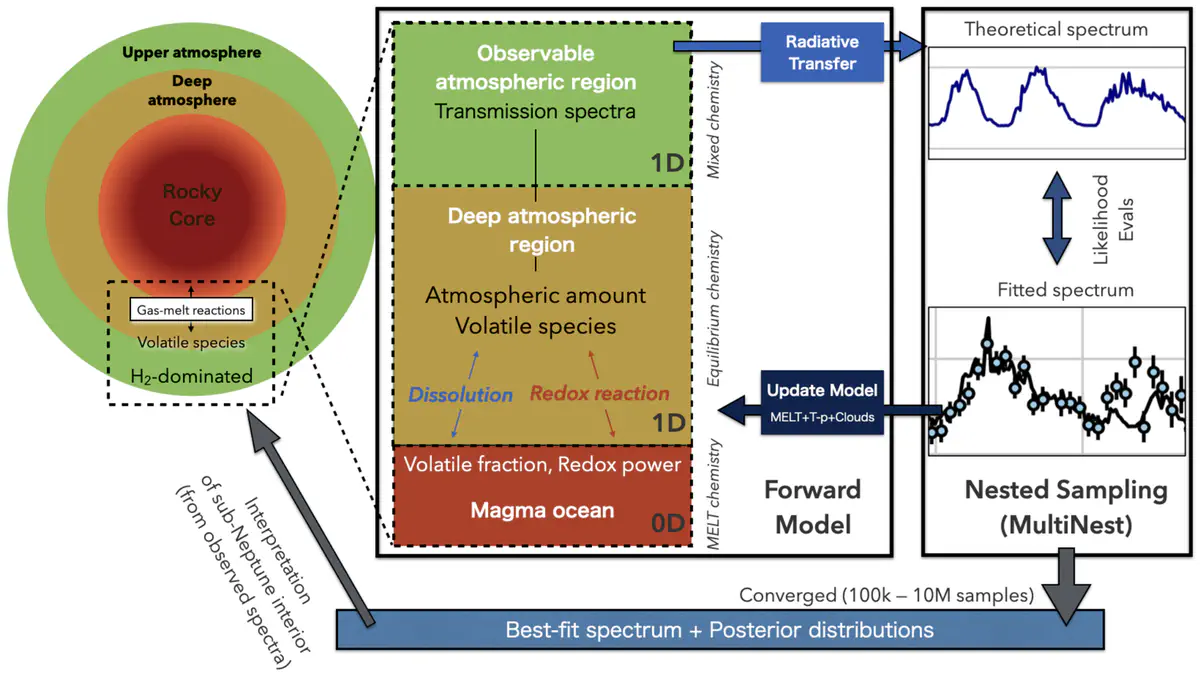 Upper atmosphere
Deep
atmosphere
Rocky
Core
Gas-melt reactions
Volatile species
H₂-dominated
Observable
atmospheric region
Transmission spectra
1D
Deep atmospheric
region
Atmospheric amount
Volatile species
Dissolution
Redox reaction
1D
Volatile fraction, Redox power
Magma ocean
0D
Mixed chemistry
Equilibrium chemistry
MELT chemistry
Radiative
Transfer
Update Model
MELT+T-p+Clouds
Forward
Model
Theoretical spectrum
Likelihood
Evals
Fitted spectrum
Nested Sampling
(MultiNest)
Converged (100k – 10M samples)
Best-fit spectrum + Posterior distributions
Interpretation
of sub-Neptune interior
(from observed spectra)